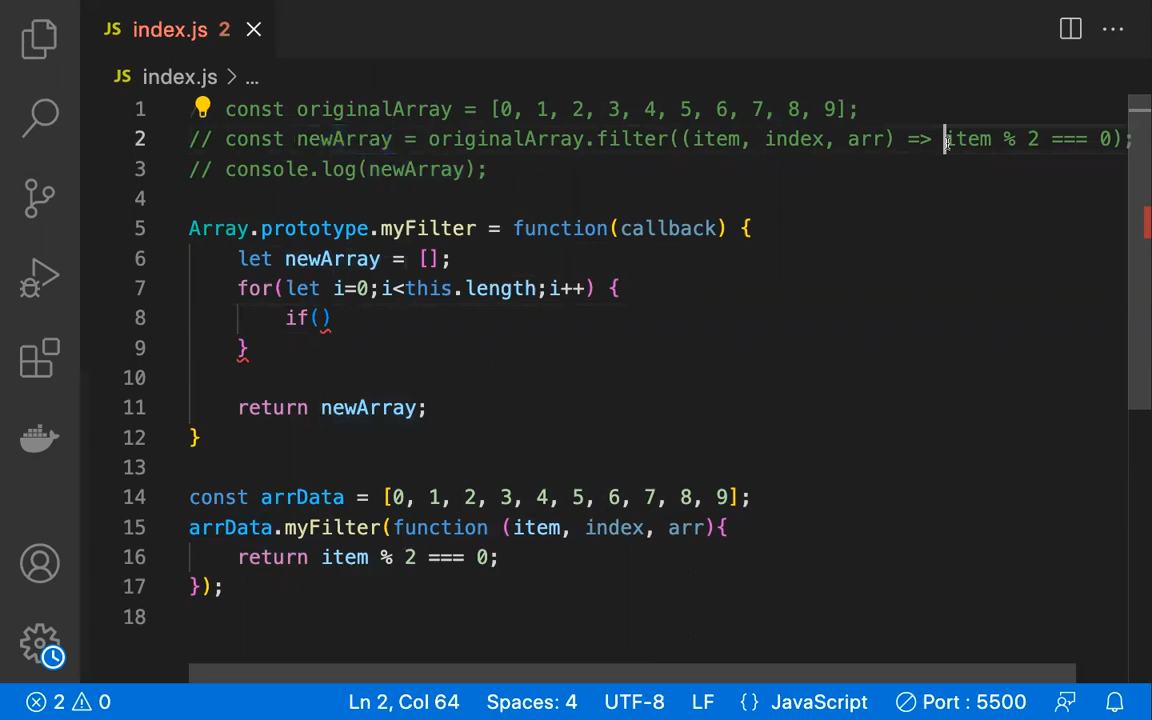 JS index.js 2
JS index.js > ...
1 // const originalArray = [0, 1, 2, 3, 4, 5, 6, 7, 8, 9];
2 // const newArray = originalArray.filter((item, index, arr) => item % 2 === 0);
3 // console.log(newArray);
4
5 Array.prototype.myFilter = function(callback) {
6 let newArray = [];
7 for(let i=0;i<this.length;i++) {
8 if()
9 }
10
11 return newArray;
12 }
13
14 const arrData = [0, 1, 2, 3, 4, 5, 6, 7, 8, 9];
15 arrData.myFilter(function (item, index, arr){
16 return item % 2 === 0;
17 });
18
2 0 Ln 2, Col 64 Spaces: 4 UTF-8 LF {} JavaScript Port : 5500